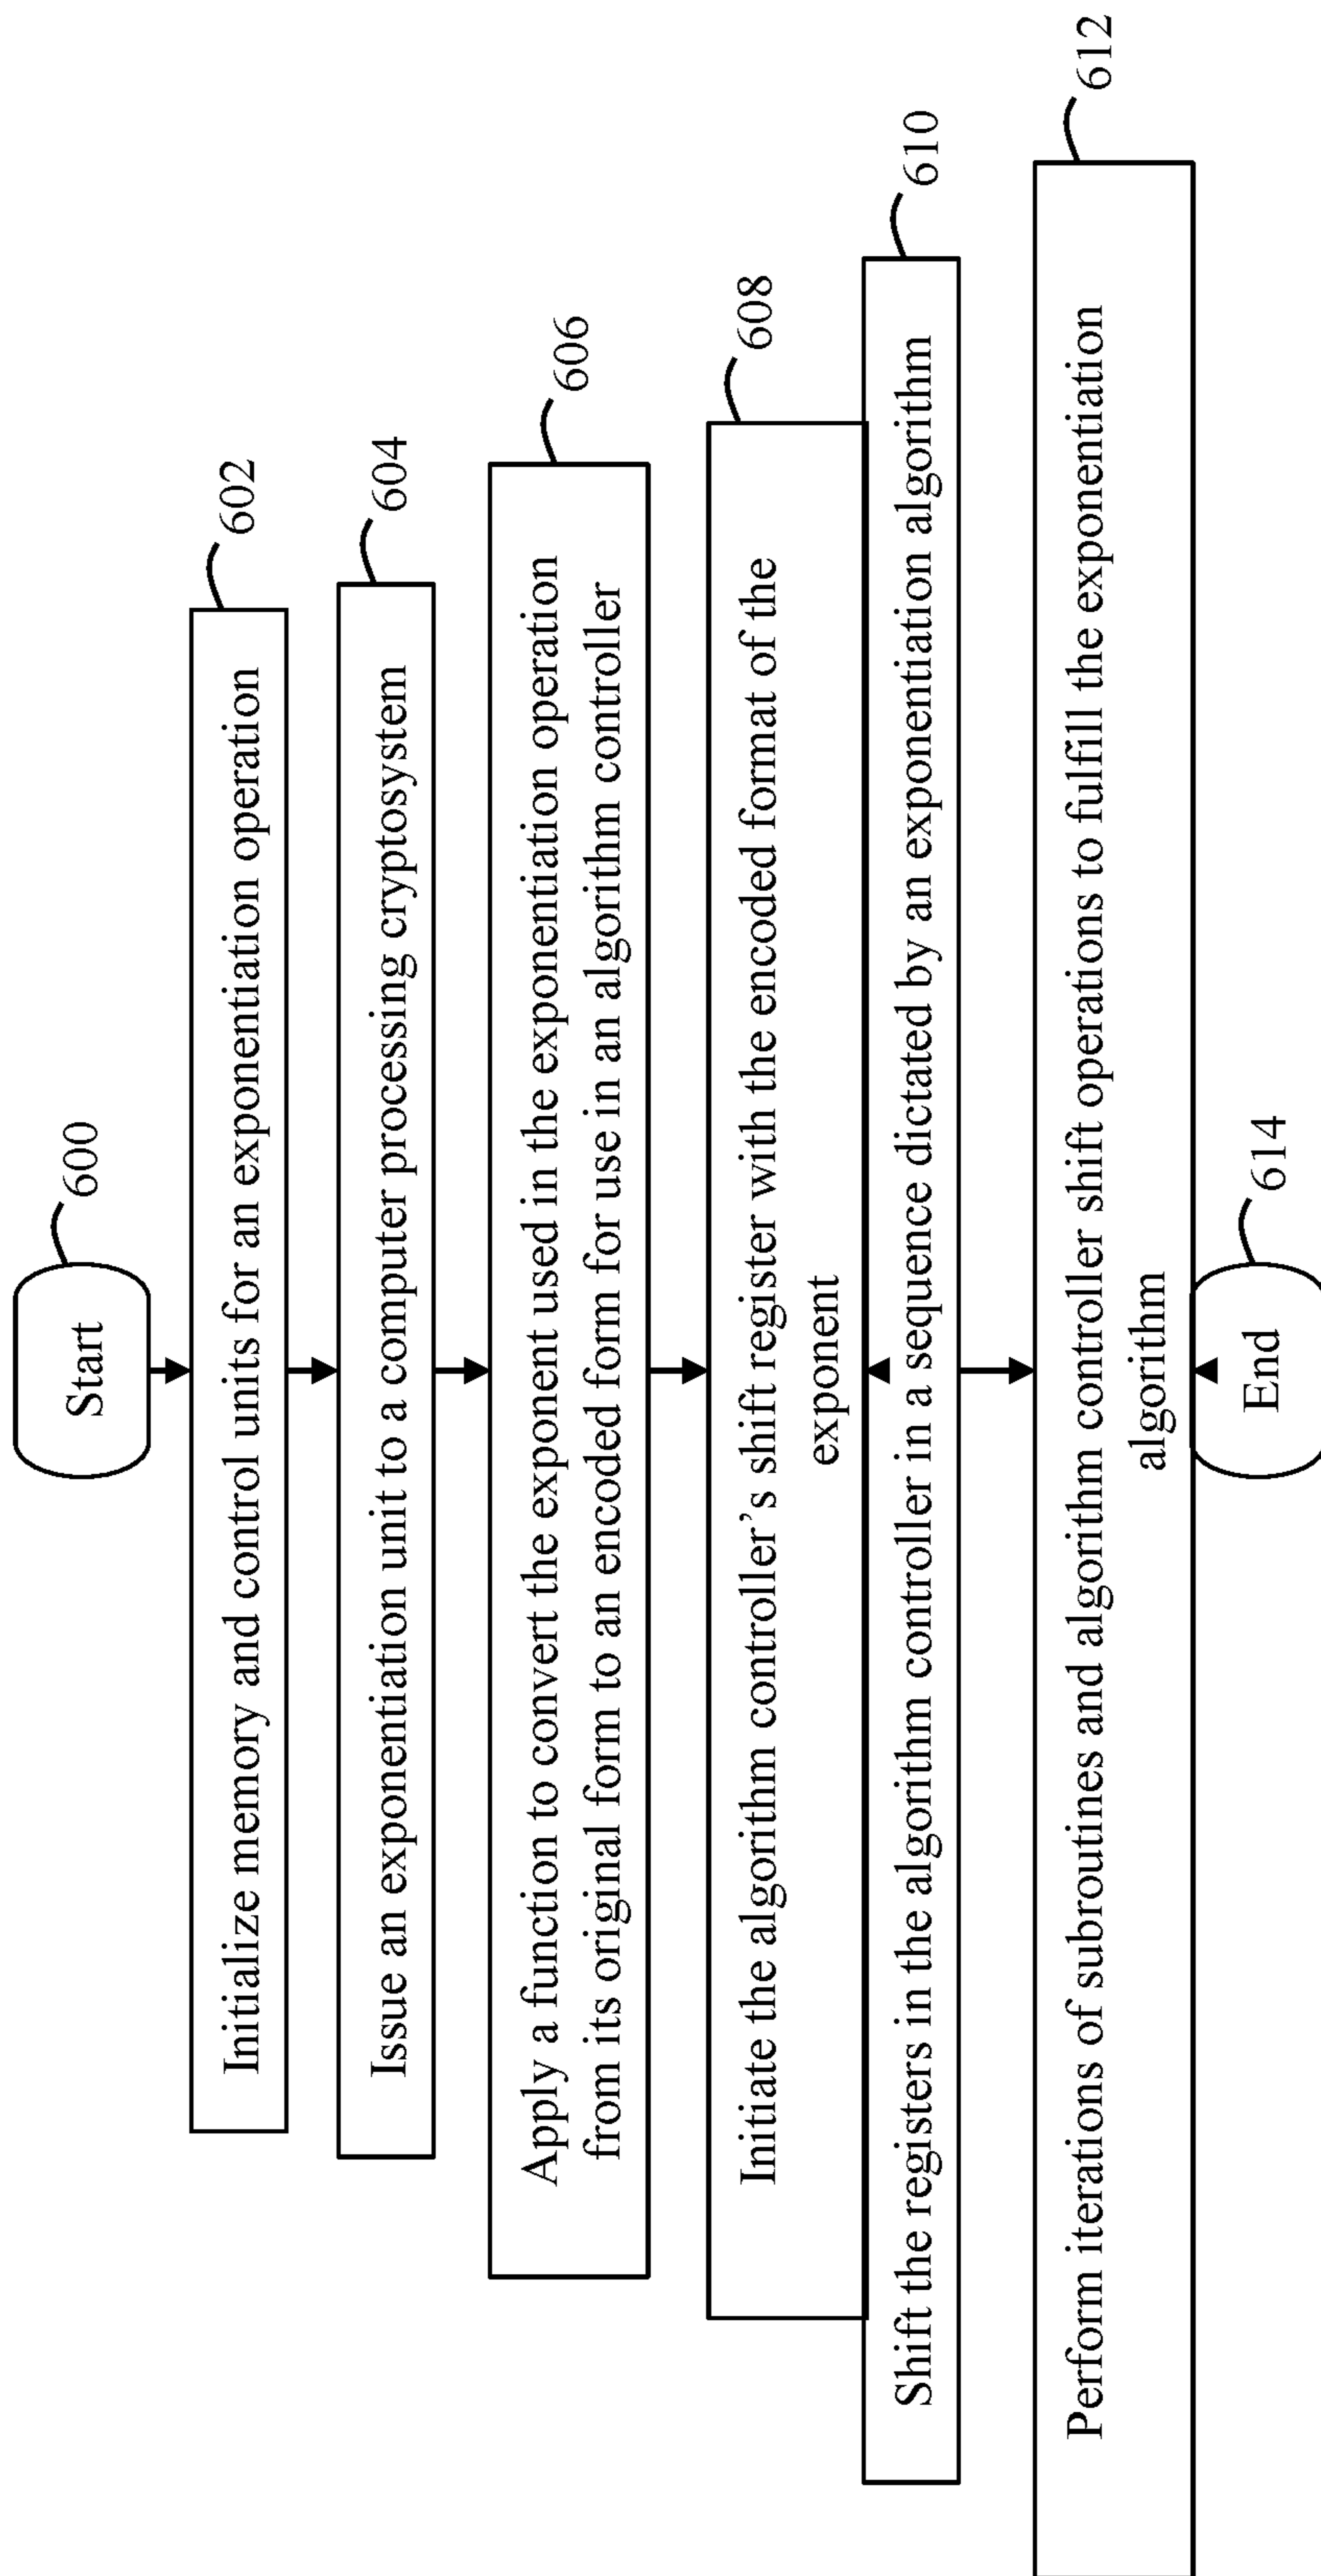 600
Start
602
Initialize memory and control units for an exponentiation operation
604
Issue an exponentiation unit to a computer processing cryptosystem
606
Apply a function to convert the exponent used in the exponentiation operation
from its original form to an encoded form for use in an algorithm controller
608
Initiate the algorithm controller’s shift register with the encoded format of the
exponent
610
Shift the registers in the algorithm controller in a sequence dictated by an exponentiation algorithm
612
Perform iterations of subroutines and algorithm controller shift operations to fulfill the exponentiation
algorithm
614
End